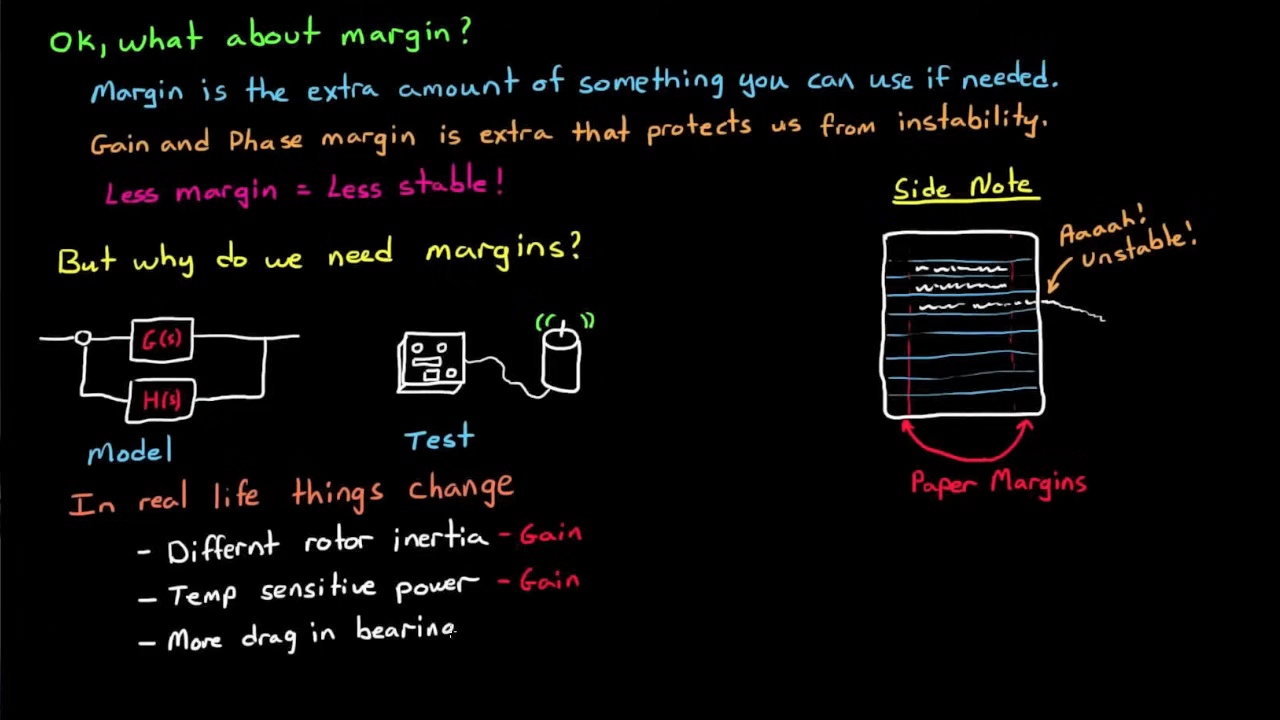 Ok, what about margin?
Margin is the extra amount of something you can use if needed.
Gain and Phase margin is extra that protects us from instability.
Less margin = Less stable!
But why do we need margins?
G(s)
H(s)
Model
Test
In real life things change
- Differnt rotor inertia - Gain
- Temp sensitive power - Gain
- More drag in bearing
Side Note
Aaaah!
unstable!
Paper Margins